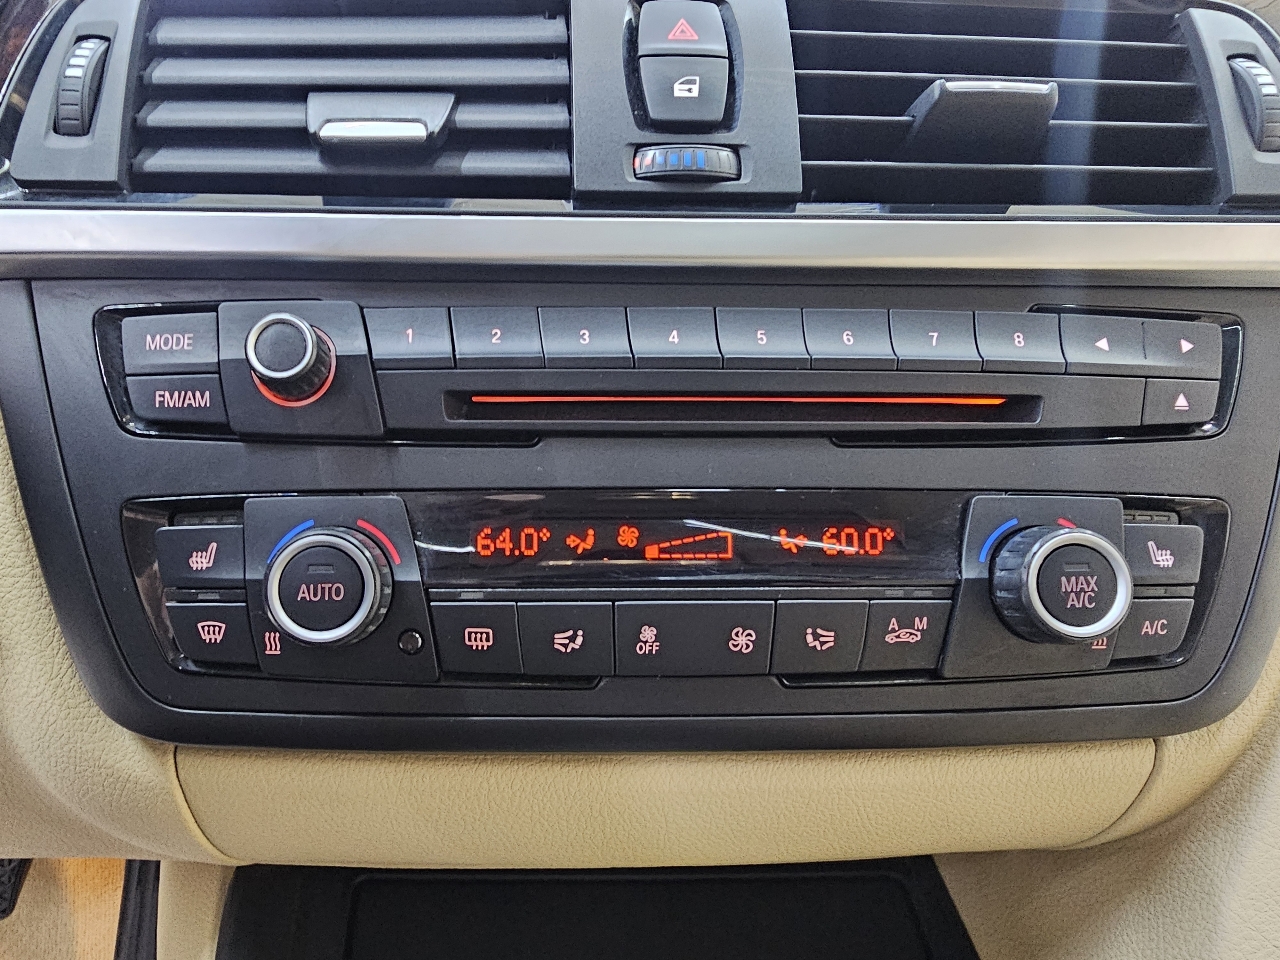 MODE
1 2 3 4 5 6 7 8
FM/AM
64.0° 60.0°
AUTO
MAX
A/C
A M
OFF
A/C